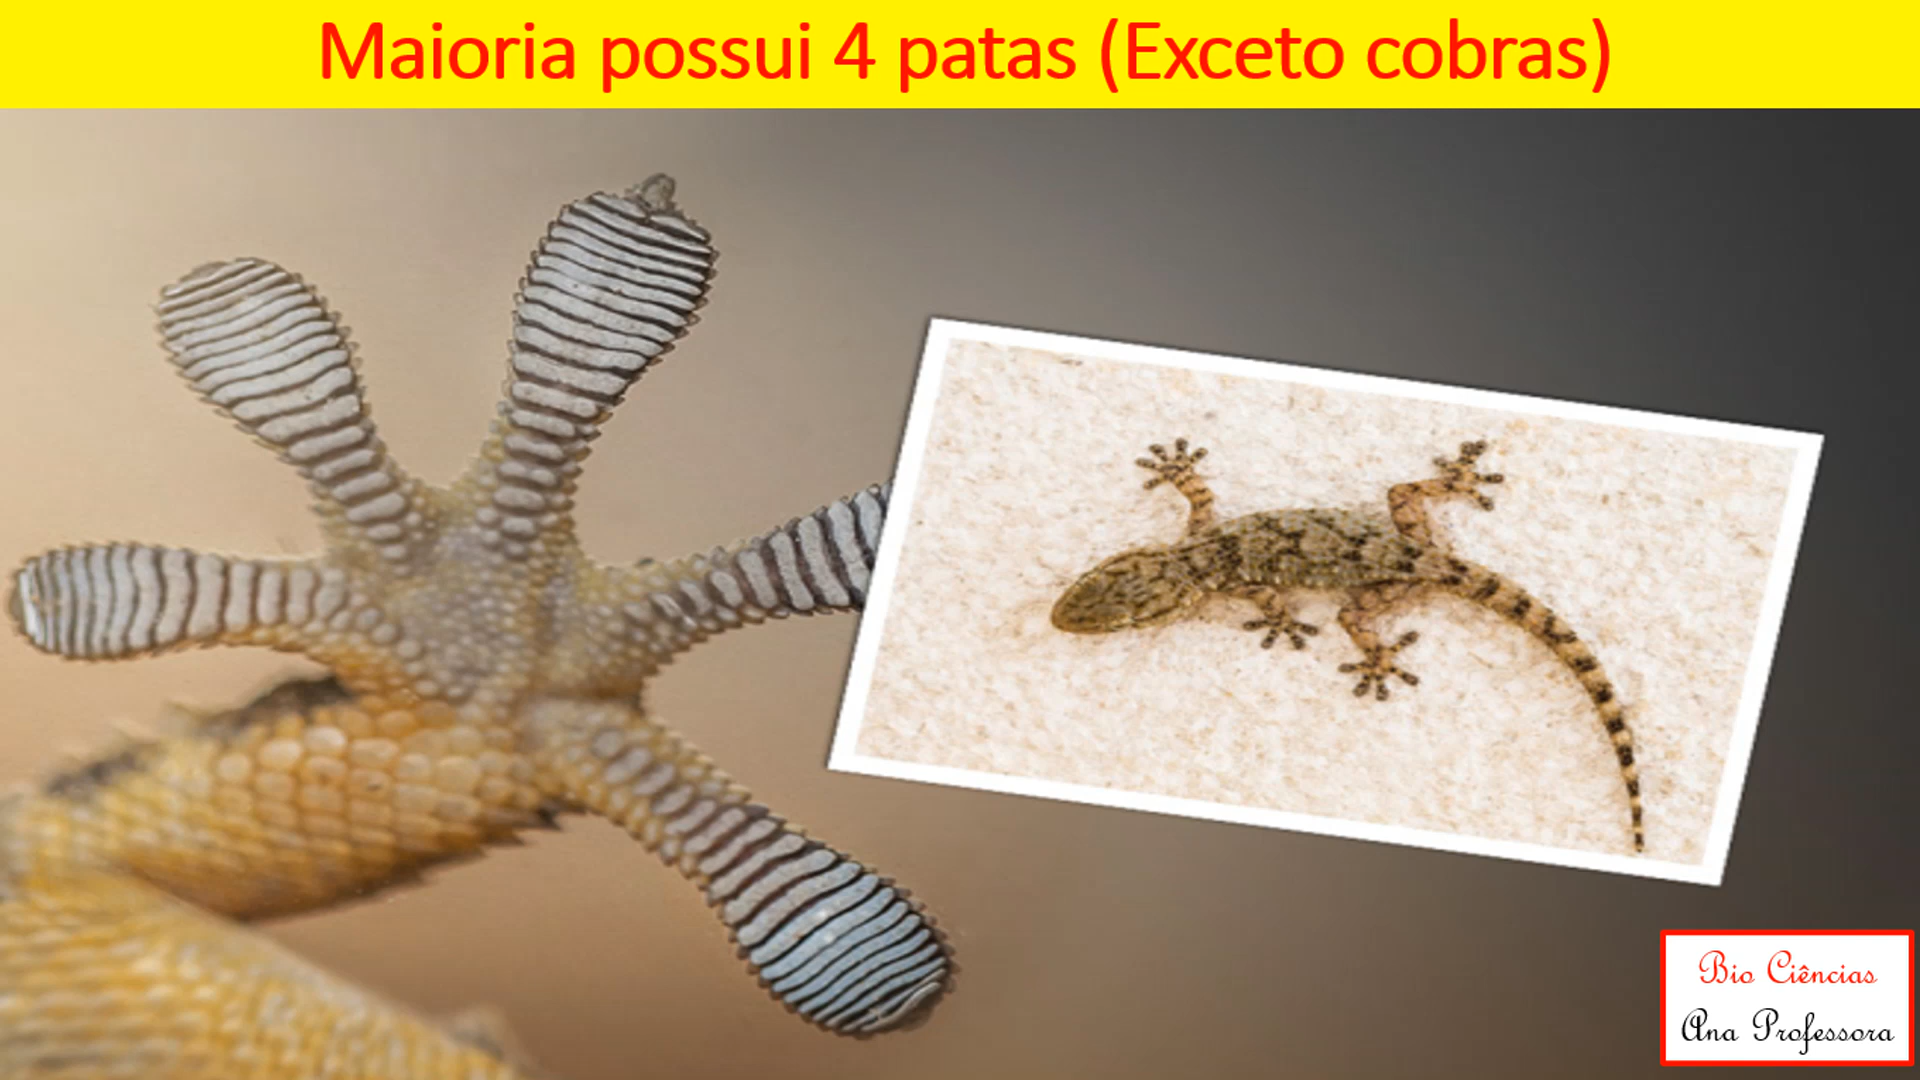 Maioria possui 4 patas (Exceto cobras)
Bio Ciências
Ana Professora